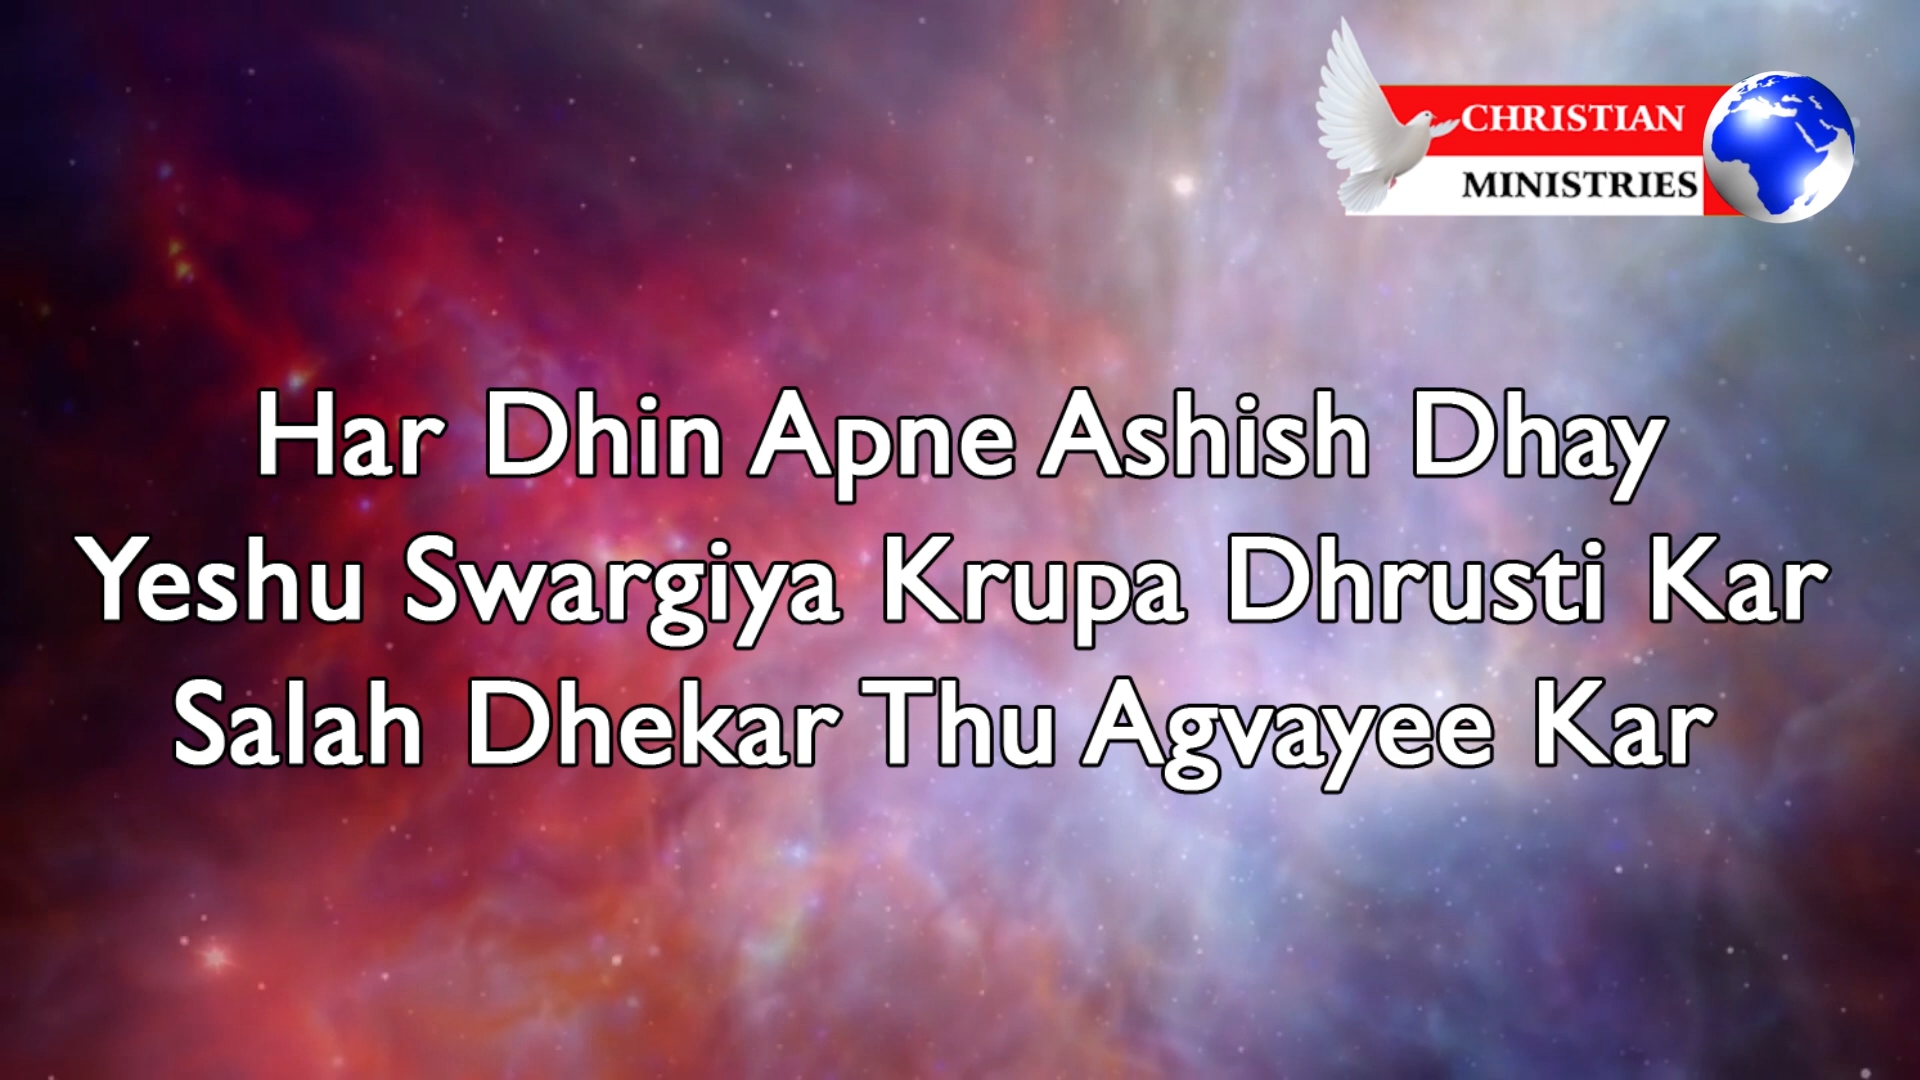 CHRISTIAN
MINISTRIES
Har Dhin Apne Ashish Dhay
Yeshu Swargiya Krupa Dhrusti Kar
Salah Dhekar Thu Agvayee Kar